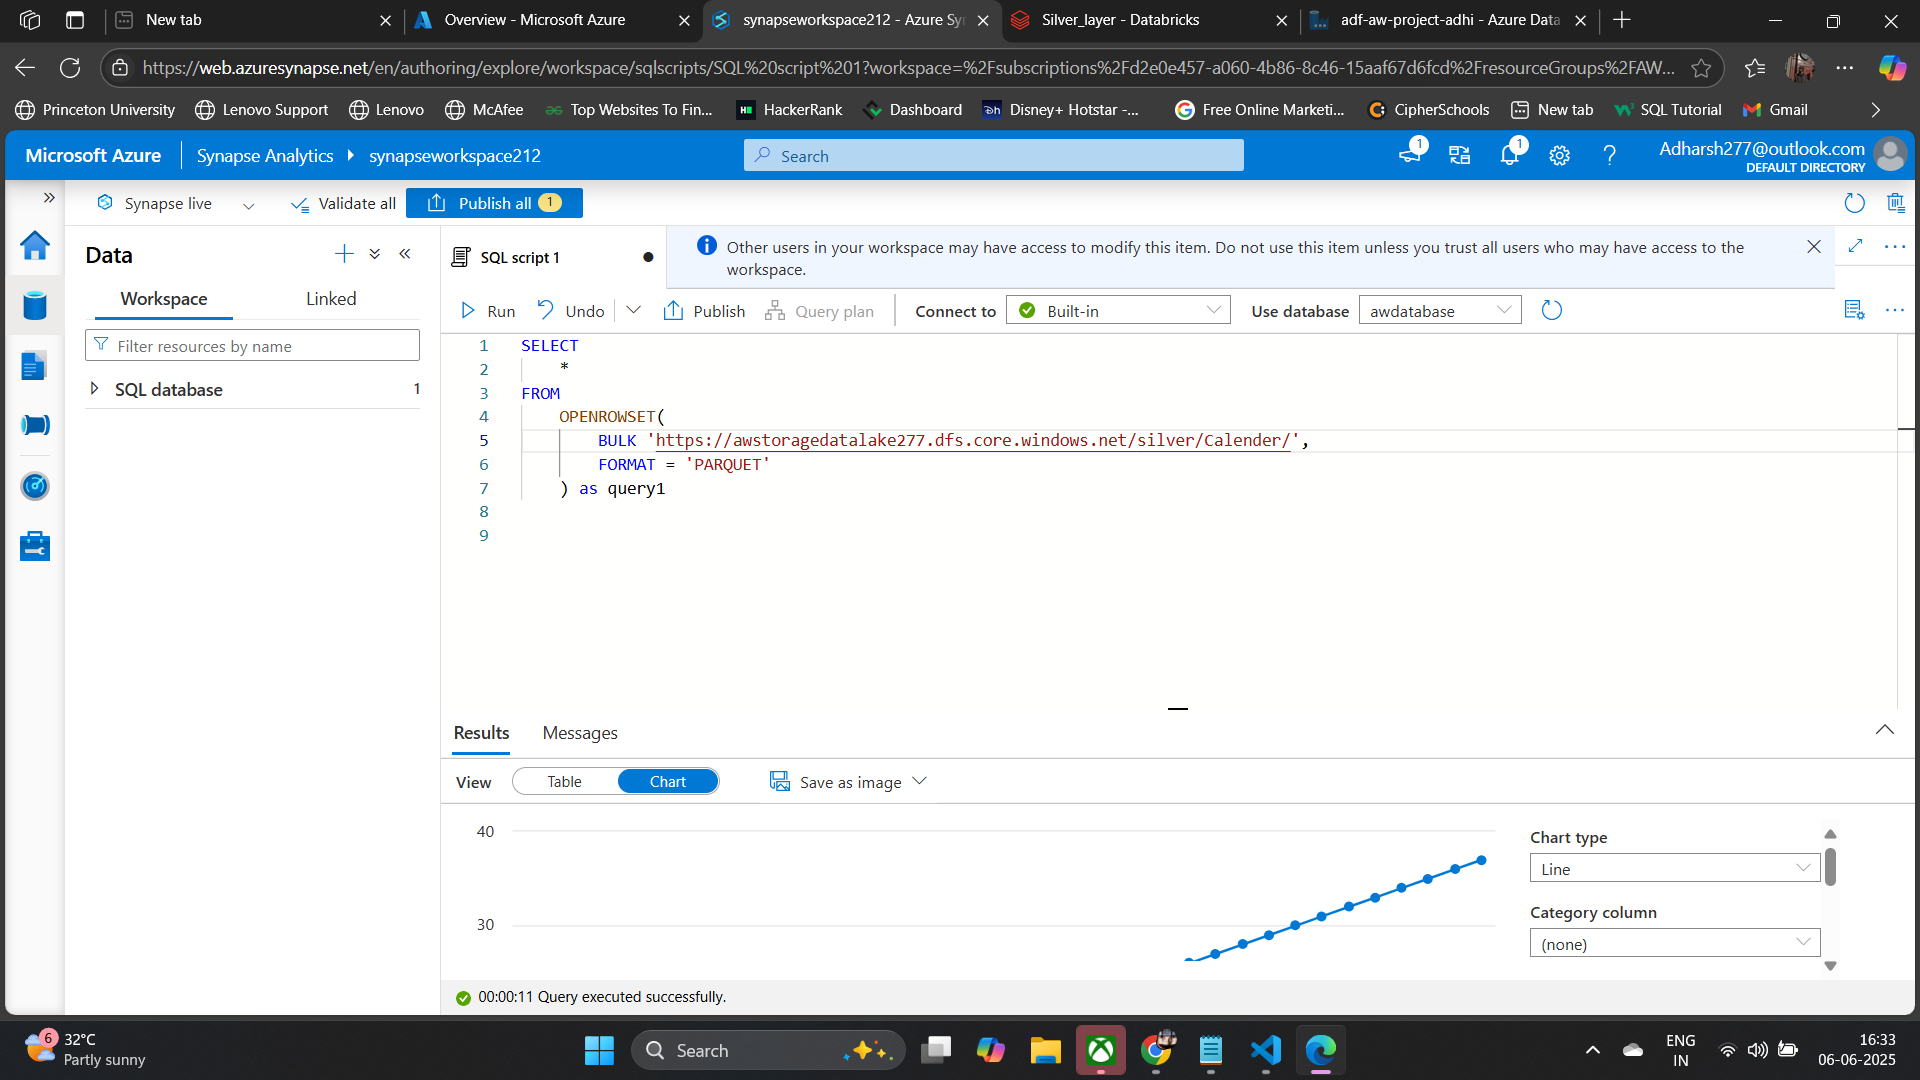 New tab
Overview - Microsoft Azure
synapseworkspace212 - Azure Sy
Silver_layer - Databricks
adf-aw-project-adhi - Azure Data
https://web.azuresynapse.net/en/authoring/explore/workspace/sqlscripts/SQL%20script%201?workspace=%2Fsubscriptions%2Fd2e0e457-a060-4b86-8c46-15aaf67d6fcd%2FresourceGroups%2FAW...
Princeton University
Lenovo Support
Lenovo
McAfee
Top Websites To Fin...
HackerRank
Dashboard
Disney+ Hotstar -...
Free Online Marketi...
CipherSchools
New tab
SQL Tutorial
Gmail
Microsoft Azure
Synapse Analytics
synapseworkspace212
Search
1
1
Adharsh277@outlook.com
DEFAULT DIRECTORY
Synapse live
Validate all
Publish all 1
Data
Workspace
Linked
Filter resources by name
SQL database 1
SQL script 1
Other users in your workspace may have access to modify this item. Do not use this item unless you trust all users who may have access to the
workspace.
Run
Undo
Publish
Query plan
Connect to
Built-in
Use database
awdatabase
1 SELECT
2 *
3 FROM
4 OPENROWSET(
5 BULK 'https://awstoragedatalake277.dfs.core.windows.net/silver/Calender/',
6 FORMAT = 'PARQUET'
7 ) as query1
8
9
Results
Messages
View
Table
Chart
Save as image
40
30
Chart type
Line
Category column
(none)
00:00:11 Query executed successfully.
6
32°C
Partly sunny
Search
ENG
IN
16:33
06-06-2025